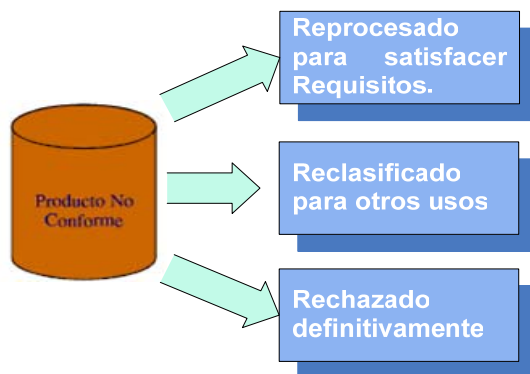 Reprocesado
para satisfacer
Requisitos.
Producto No
Conforme
Reclasificado
para otros usos
Rechazado
definitivamente